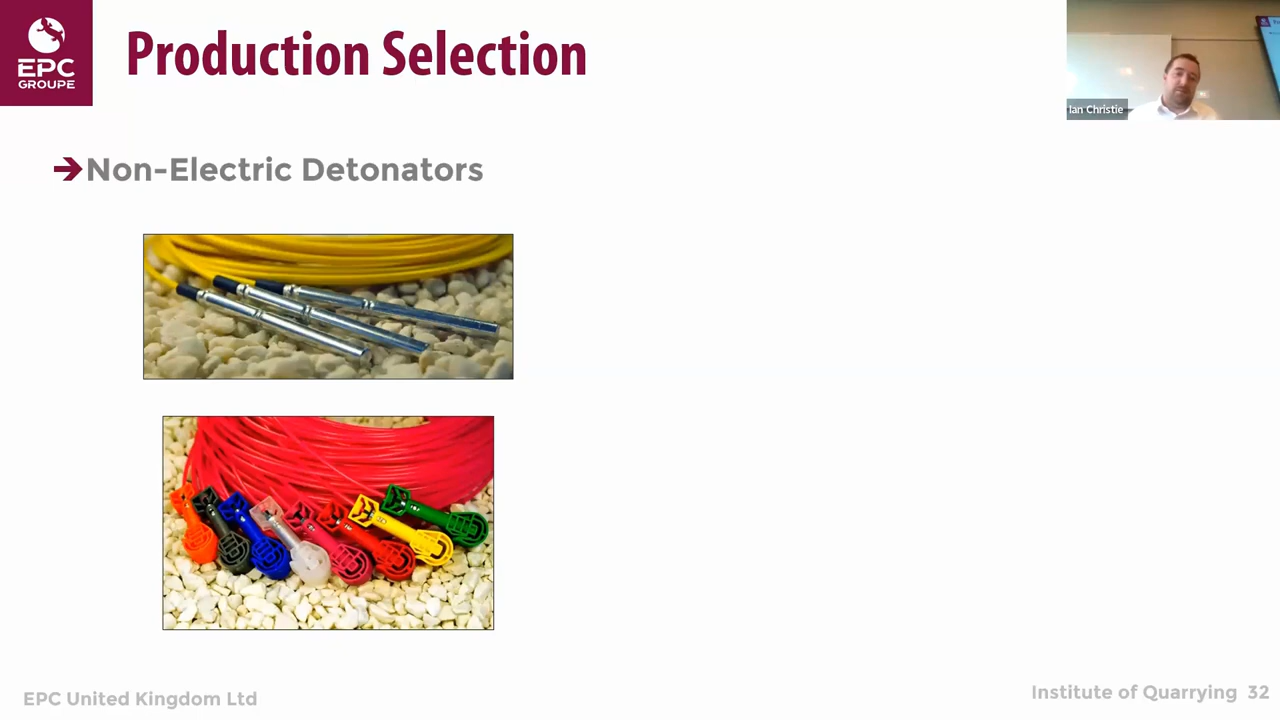 EPC
GROUPE
Production Selection
Ian Christie
Non-Electric Detonators
EPC United Kingdom Ltd
Institute of Quarrying 32